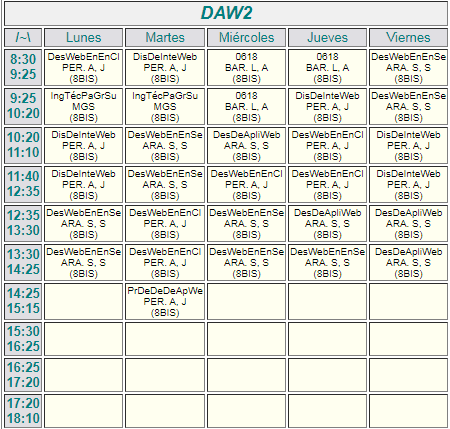 DAW2
/~\ Lunes Martes Miércoles Jueves Viernes
8:30 DesWebEnEnCl DisDeInteWeb 0618 0618 DesWebEnEnSe
PER. A, J PER. A, J BAR. L, A BAR. L, A ARA. S, S
9:25 (8BIS) (8BIS) (8BIS) (8BIS) (8BIS)
9:25 IngTécPaGrSu IngTécPaGrSu 0618 DisDeInteWeb DesWebEnEnSe
MGS MGS BAR. L, A PER. A, J ARA. S, S
10:20 (8BIS) (8BIS) (8BIS) (8BIS) (8BIS)
10:20 DisDeInteWeb DesWebEnEnSe DesDeApliWeb DesWebEnEnCl DisDeInteWeb
PER. A, J ARA. S, S ARA. S, S PER. A, J PER. A, J
11:10 (8BIS) (8BIS) (8BIS) (8BIS) (8BIS)
11:40 DisDeInteWeb DesWebEnEnSe DesWebEnEnCl DesWebEnEnCl DisDeInteWeb
PER. A, J ARA. S, S PER. A, J PER. A, J PER. A, J
12:35 (8BIS) (8BIS) (8BIS) (8BIS) (8BIS)
12:35 DesWebEnEnSe DesWebEnEnCl DesWebEnEnSe DesDeApliWeb DesDeApliWeb
ARA. S, S PER. A, J ARA. S, S ARA. S, S ARA. S, S
13:30 (8BIS) (8BIS) (8BIS) (8BIS) (8BIS)
13:30 DesWebEnEnSe DesWebEnEnCl DesWebEnEnSe DesWebEnEnSe DesDeApliWeb
ARA. S, S PER. A, J ARA. S, S ARA. S, S ARA. S, S
14:25 (8BIS) (8BIS) (8BIS) (8BIS) (8BIS)
14:25 PrDeDeDeApWe
PER. A, J
15:15 (8BIS)
15:30
16:25
16:25
17:20
17:20
18:10